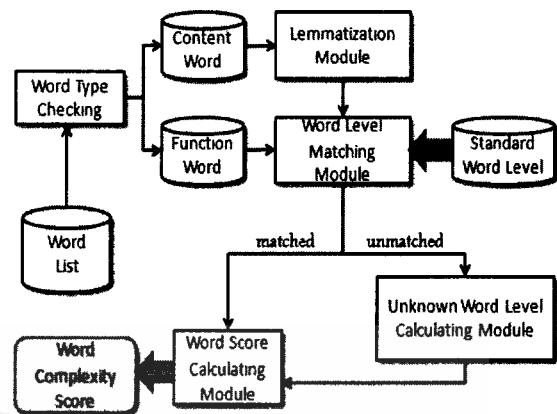 Content
Word
Lemmatization
Module
Word Type
Checking
Function
Word
Word Level
Matching
Module
Standard
Word Level
Word
List
matched
unmatched
Unknown Word Level
Calculating Module
Word Score
Calculating
Module
Word
Complexity
Score